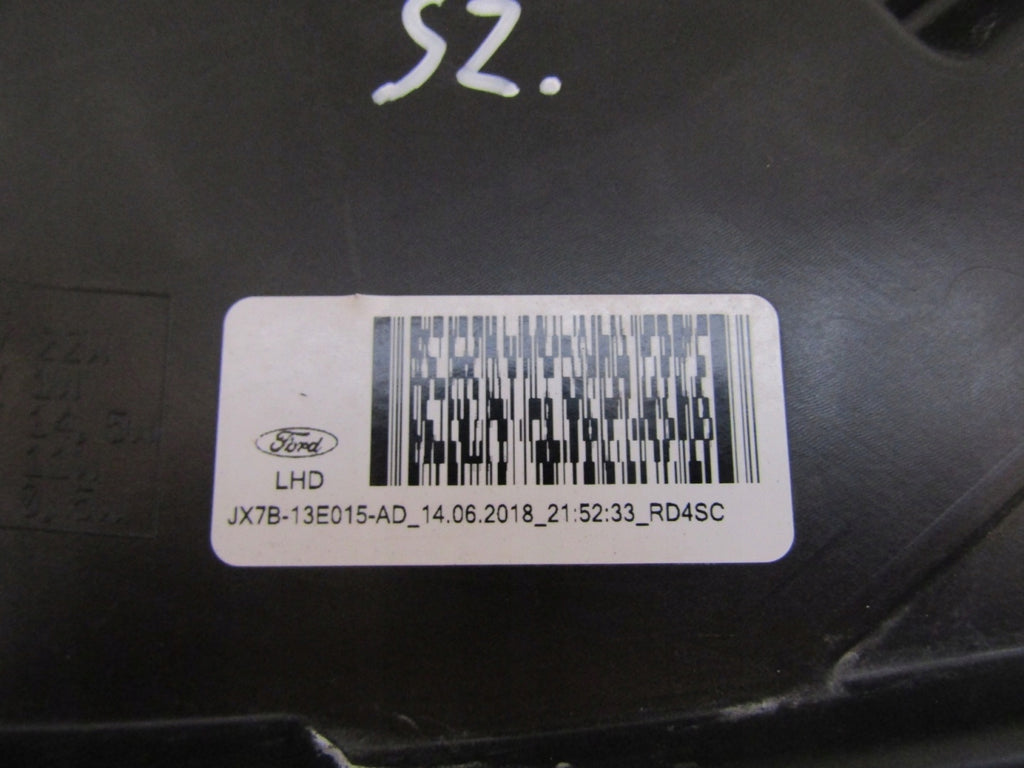 SZ.
Ford
LHD
JX7B-13E015-AD_14.06.2018_21:52:33_RD4SC